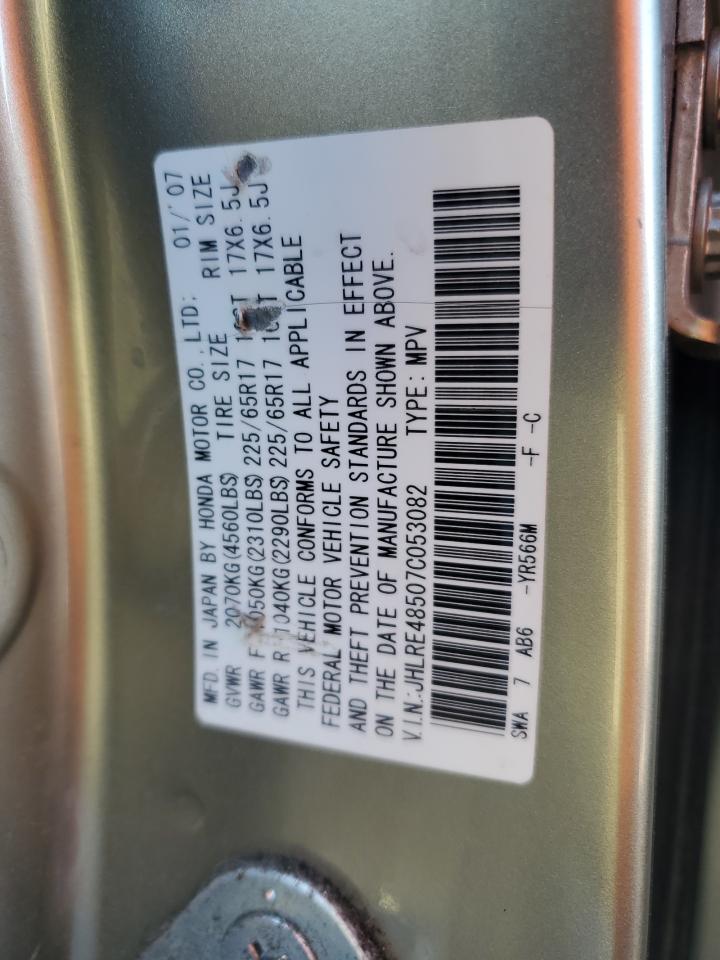 MFD. IN JAPAN BY HONDA MOTOR CO.,LTD: 01/'07
GVWR 2070KG(4560LBS) TIRE SIZE RIM SIZE
GAWR F 1050KG(2310LBS) 225/65R17 17X6.5J
GAWR R 1040KG(2290LBS) 225/65R17 17X6.5J
THIS VEHICLE CONFORMS TO ALL APPLICABLE
FEDERAL MOTOR VEHICLE SAFETY
AND THEFT PREVENTION STANDARDS IN EFFECT
ON THE DATE OF MANUFACTURE SHOWN ABOVE.
V.I.N.:JHLRE48507C053082 TYPE: MPV
SWA 7 AB6 -YR566M -F -C